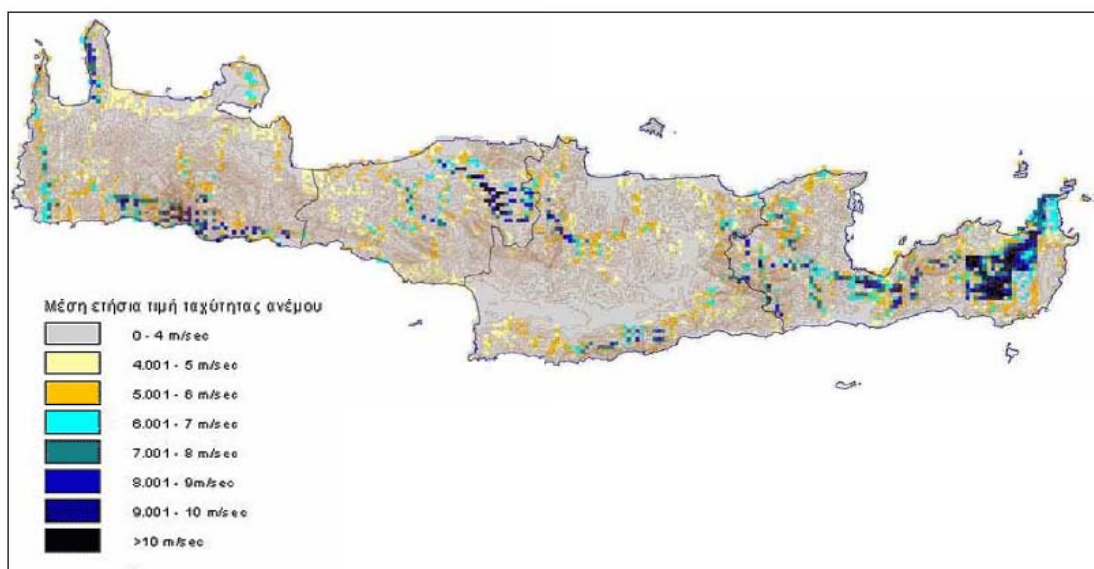 Μέση ετήσια τιμή ταχύτητας ανέμου
0 - 4 m/sec
4.001 - 5 m/sec
5.001 - 6 m/sec
6.001 - 7 m/sec
7.001 - 8 m/sec
8.001 - 9m/sec
9.001 - 10 m/sec
>10 m/sec